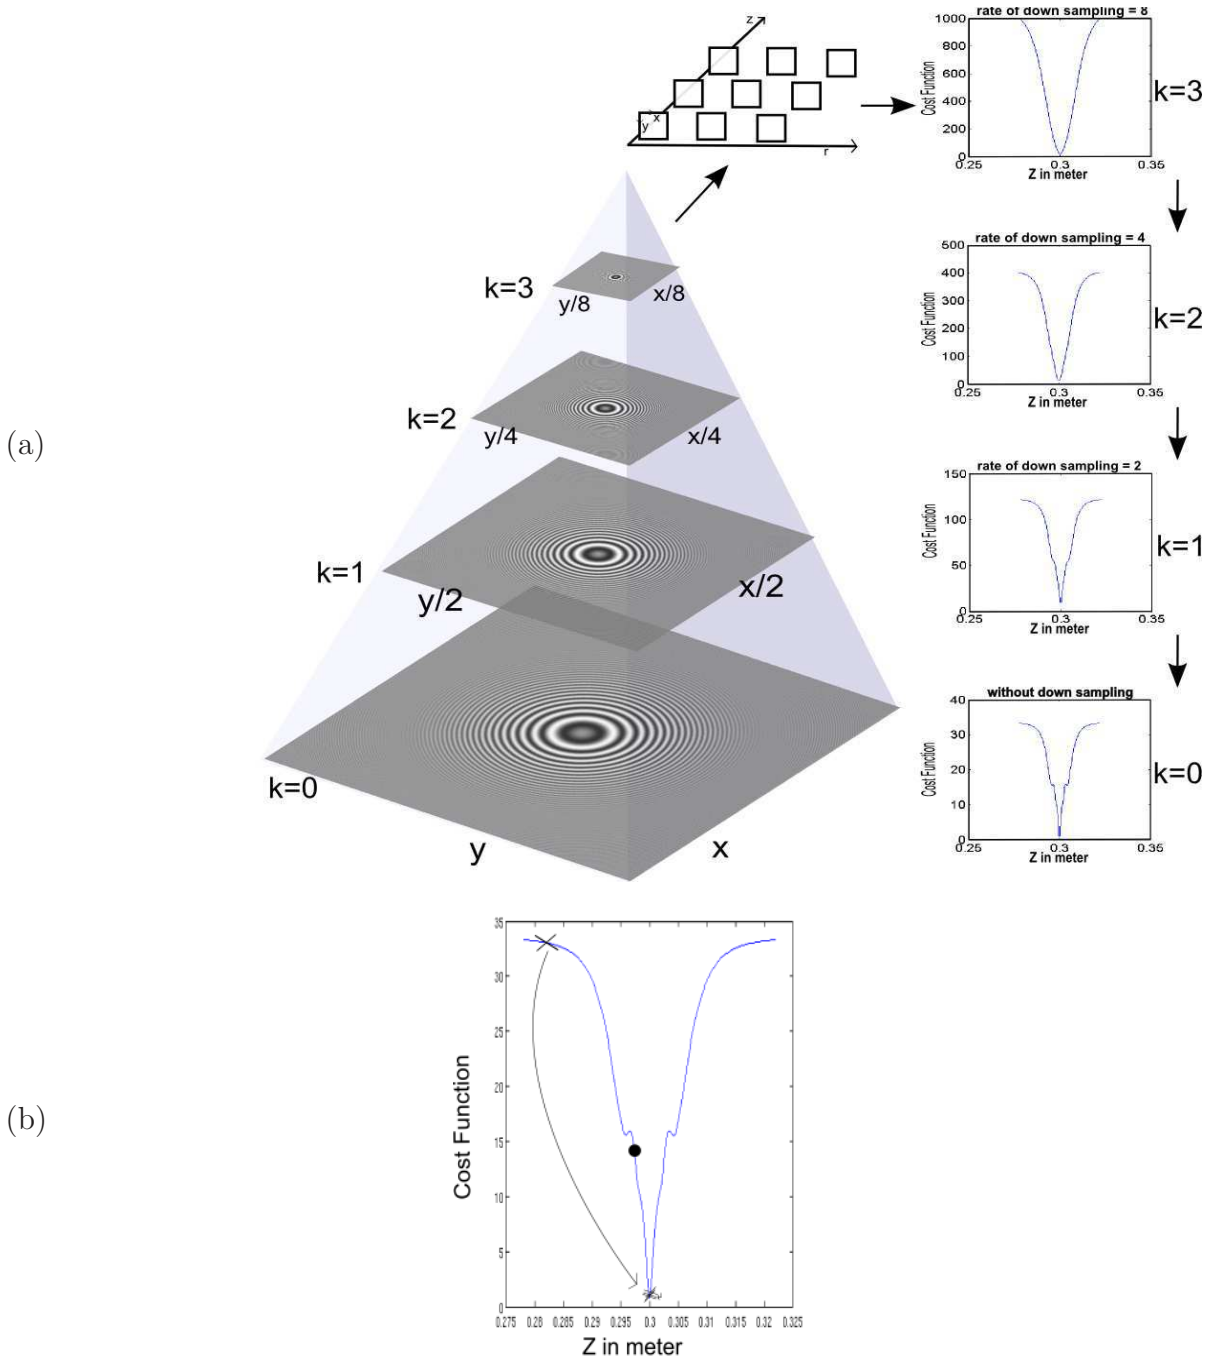 (a)
z
y
x
r
k=3
y/8
x/8
k=2
y/4
x/4
k=1
y/2
x/2
k=0
y
x
rate of down sampling = 8
1000
800
600
400
200
0
0.25
0.3
0.35
Cost Function
Z in meter
k=3
rate of down sampling = 4
500
400
300
200
100
0
0.25
0.3
0.35
Cost Function
Z in meter
k=2
rate of down sampling = 2
150
100
50
0
0.25
0.3
0.35
Cost Function
Z in meter
k=1
without down sampling
40
30
20
10
0
0.25
0.3
0.35
Cost Function
Z in meter
k=0
(b)
35
33
25
23
15
10
5
0
0.275 0.28 0.285 0.29 0.295 0.3 0.305 0.31 0.315 0.32 0.325
Cost Function
Z in meter